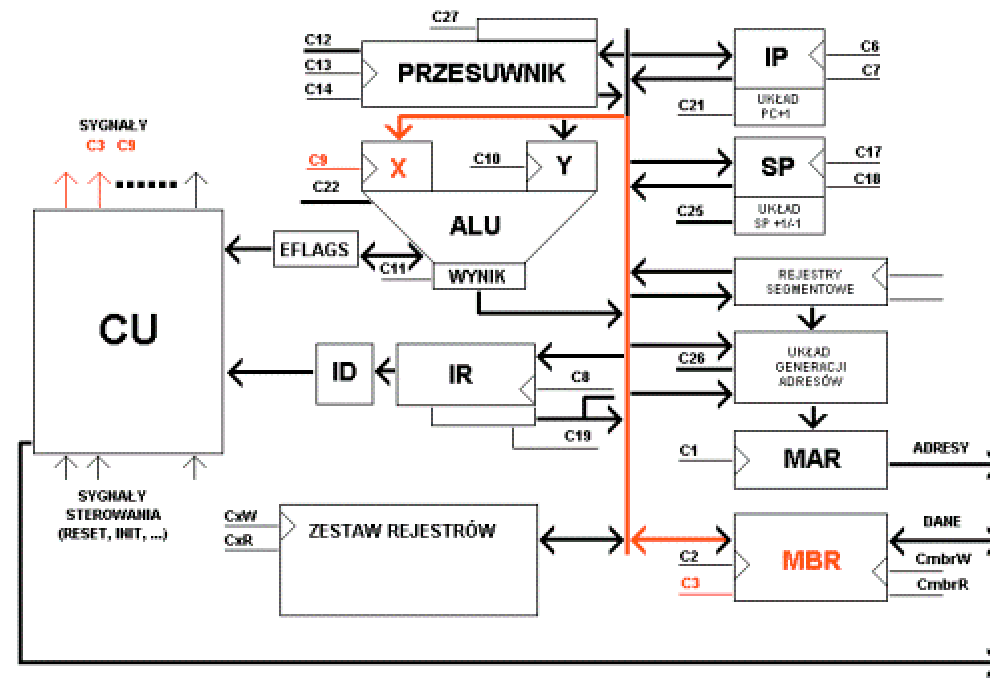 C27
C12
C13
C14
PRZESUWNIK
IP
C6
C7
C21
UKŁAD
PC+1
SYGNAŁY
C3 C9
C9
X
C10
Y
C22
ALU
SP
C17
C18
C25
UKŁAD
SP +1/-1
EFLAGS
C11
WYNIK
REJESTRY
SEGMENTOWE
CU
ID
IR
C8
C19
C26
UKŁAD
GENERACJI
ADRESÓW
C1
MAR
ADRESY
SYGNAŁY
STEROWANIA
(RESET, INIT, ...)
CxW
CxR
ZESTAW REJESTRÓW
C2
C3
MBR
DANE
CmbrW
CmbrR